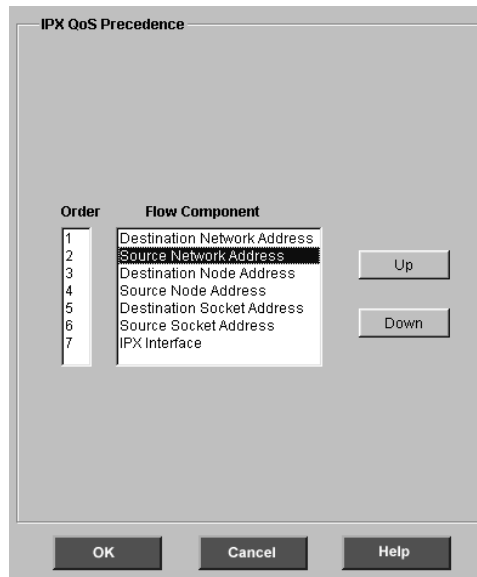 IPX QoS Precedence
Order Flow Component
1 Destination Network Address
2 Source Network Address
3 Destination Node Address
4 Source Node Address
5 Destination Socket Address
6 Source Socket Address
7 IPX Interface
Up
Down
OK Cancel Help